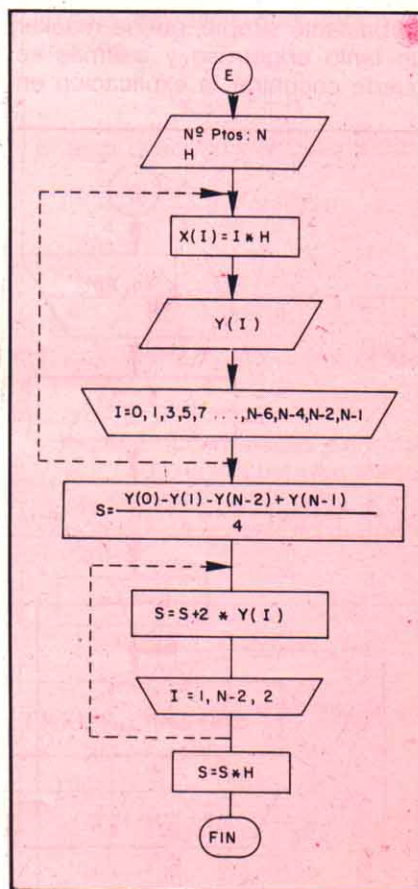 E
Nº Ptos: N
H
X(I)=I*H
Y(I)
I=0, 1,3,5,7 ...,N-6,N-4,N-2,N-1
S= Y(0)-Y(1)-Y(N-2)+Y(N-1)
4
S=S+2 * Y(I)
I = 1, N-2, 2
S=S*H
FIN